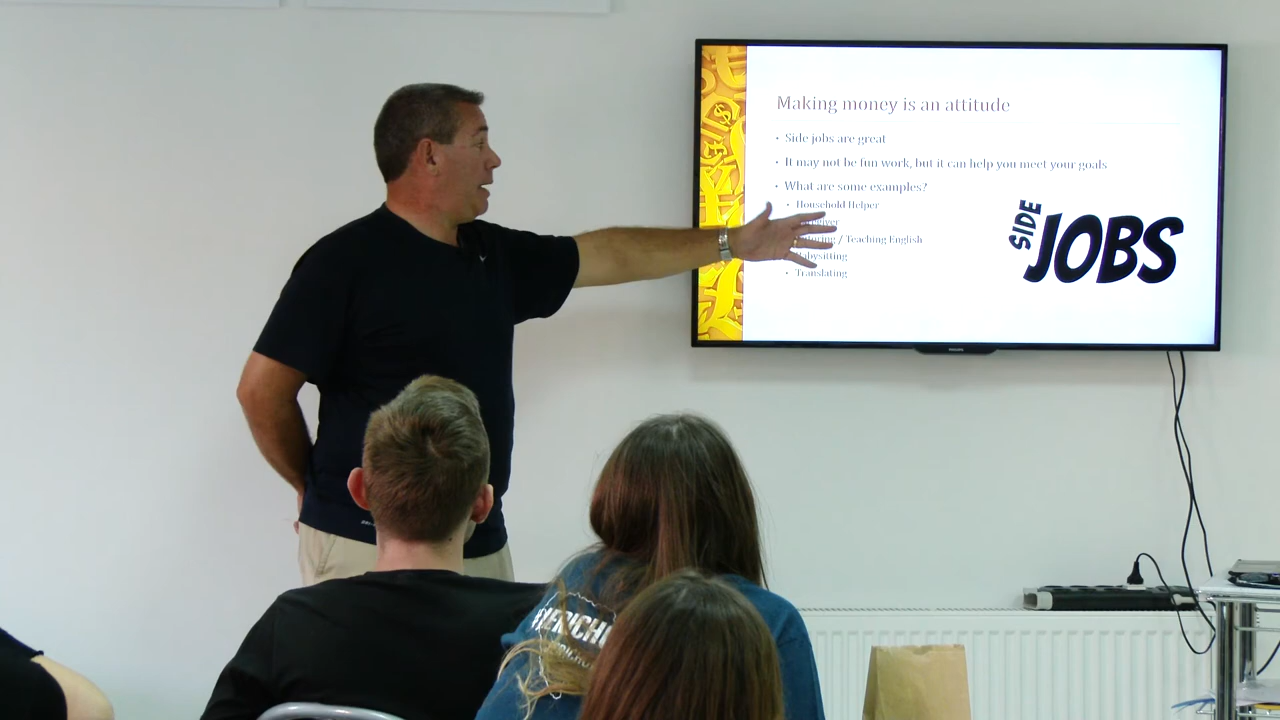 Making money is an attitude
• Side jobs are great
• It may not be fun work, but it can help you meet your goals
• What are some examples?
• Household Helper
/ Teaching English
• Translating
SIDE
JOBS
PHILIPS